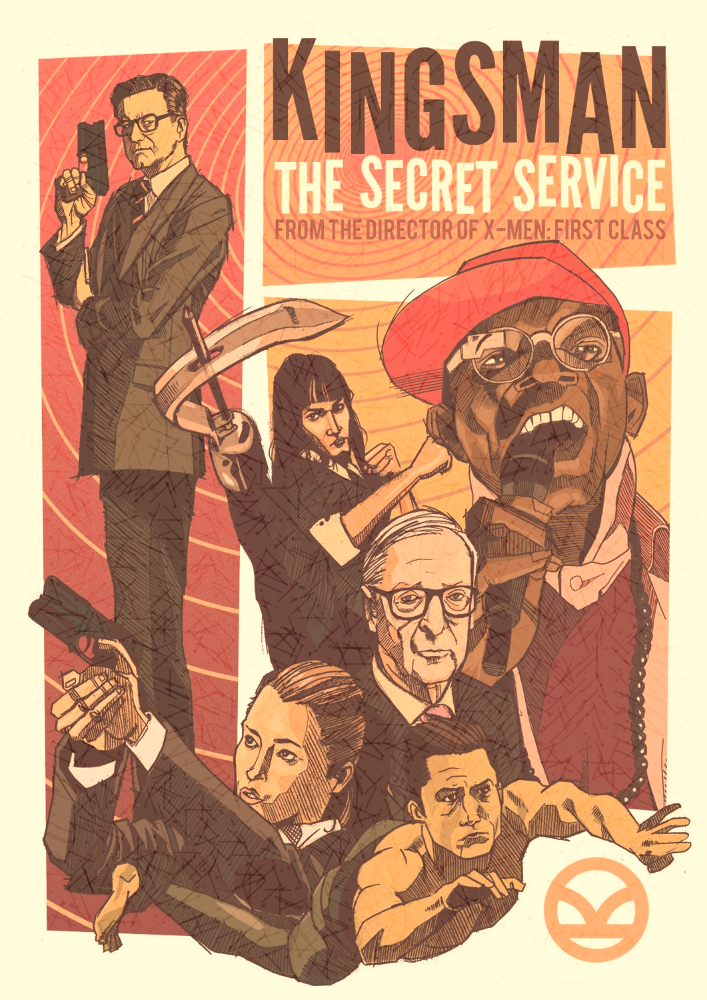 KINGSMAN
THE SECRET SERVICE
FROM THE DIRECTOR OF X-MEN: FIRST CLASS